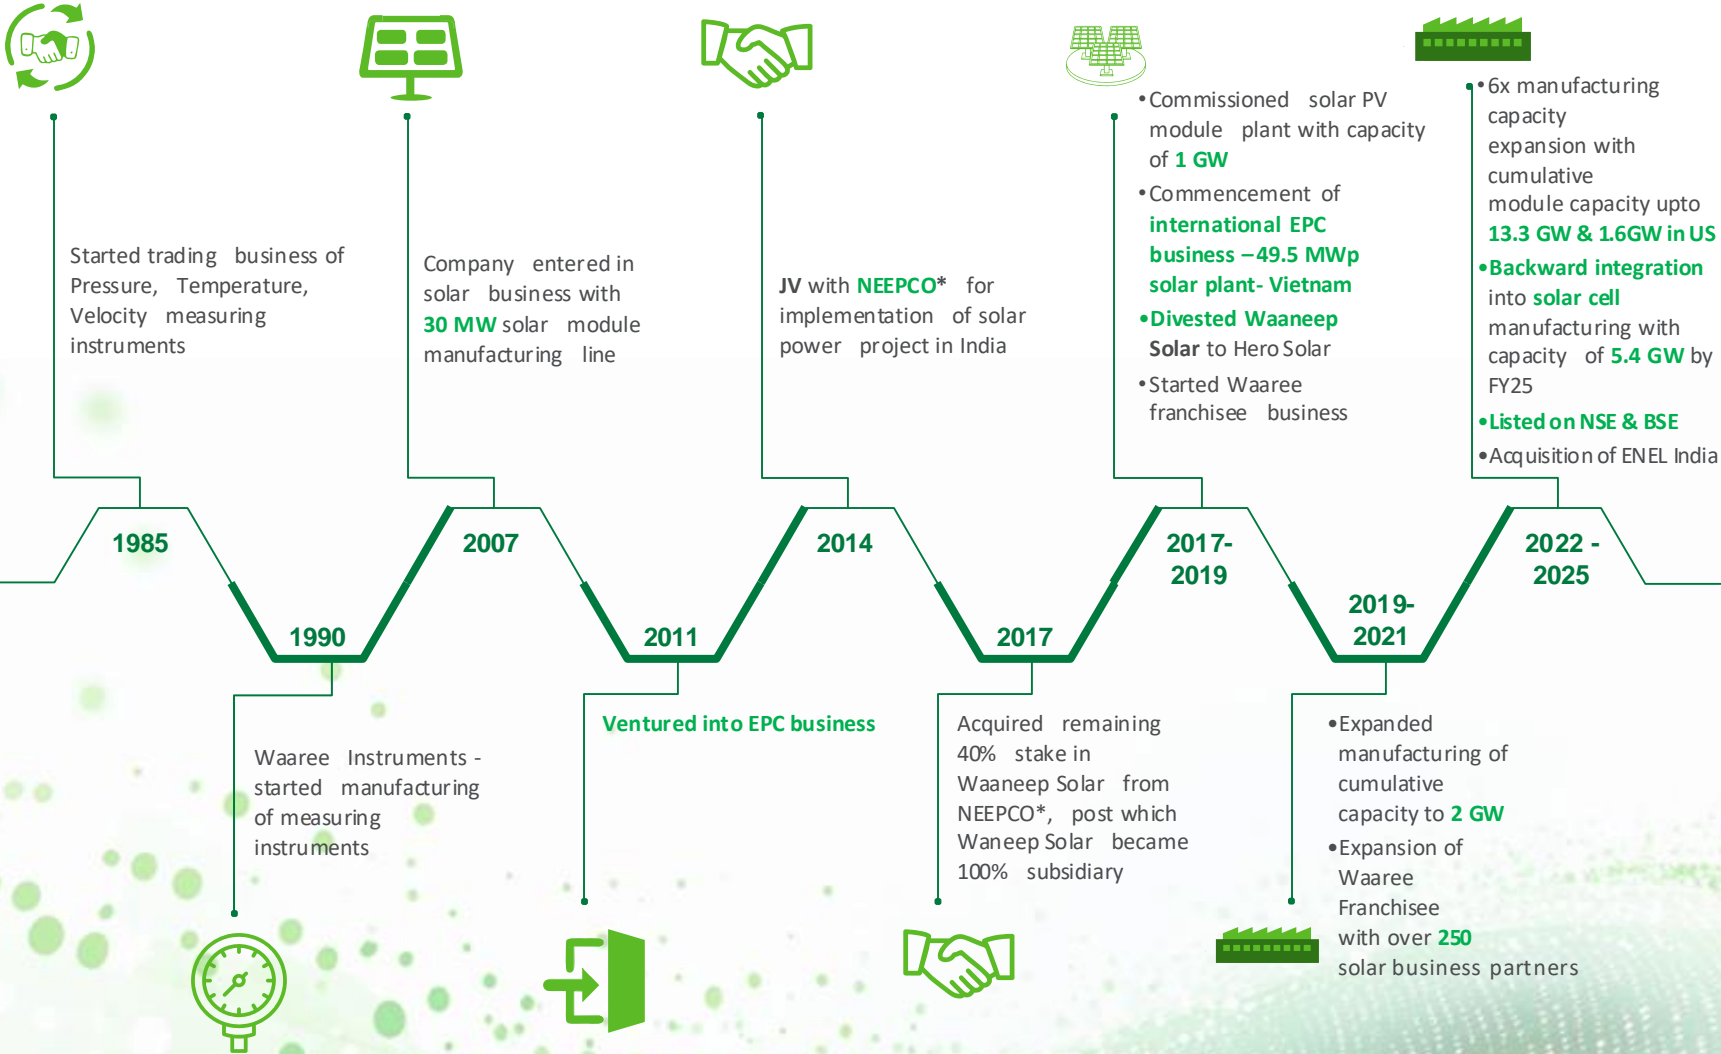 Started trading business of
Pressure, Temperature,
Velocity measuring
instruments
1985
1990
Waaree Instruments -
started manufacturing
of measuring
instruments
Company entered in
solar business with
30 MW solar module
manufacturing line
2007
2011
Ventured into EPC business
JV with NEEPCO* for
implementation of solar
power project in India
2014
2017
Acquired remaining
40% stake in
Waaneep Solar from
NEEPCO*, post which
Waneep Solar became
100% subsidiary
•Commissioned solar PV
module plant with capacity
of 1 GW
•Commencement of
international EPC
business –49.5 MWp
solar plant- Vietnam
•Divested Waaneep
Solar to Hero Solar
•Started Waaree
franchisee business
2017-
2019
2019-
2021
•Expanded
manufacturing of
cumulative
capacity to 2 GW
•Expansion of
Waaree
Franchisee
with over 250
solar business partners
•6x manufacturing
capacity
expansion with
cumulative
module capacity upto
13.3 GW & 1.6GW in US
•Backward integration
into solar cell
manufacturing with
capacity of 5.4 GW by
FY25
•Listed on NSE & BSE
•Acquisition of ENEL India
2022 -
2025